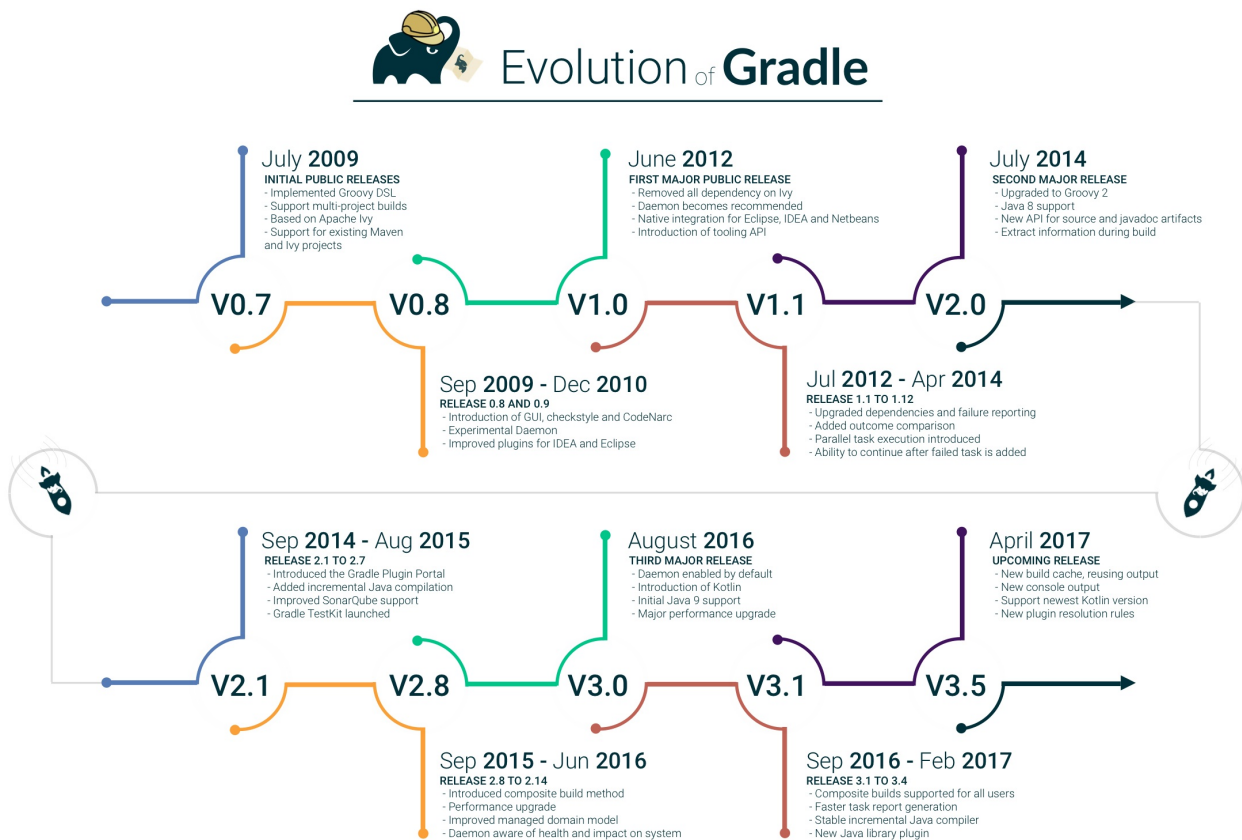 Evolution of Gradle
July 2009
INITIAL PUBLIC RELEASES
- Implemented Groovy DSL
- Support multi-project builds
- Based on Apache Ivy
- Support for existing Maven
and Ivy projects
June 2012
FIRST MAJOR PUBLIC RELEASE
- Removed all dependency on Ivy
- Daemon becomes recommended
- Native integration for Eclipse, IDEA and Netbeans
- Introduction of tooling API
July 2014
SECOND MAJOR RELEASE
- Upgraded to Groovy 2
- Java 8 support
- New API for source and javadoc artifacts
- Extract information during build
V0.7
V0.8
V1.0
V1.1
V2.0
Sep 2009 - Dec 2010
RELEASE 0.8 AND 0.9
- Introduction of GUI, checkstyle and CodeNarc
- Experimental Daemon
- Improved plugins for IDEA and Eclipse
Jul 2012 - Apr 2014
RELEASE 1.1 TO 1.12
- Upgraded dependencies and failure reporting
- Added outcome comparison
- Parallel task execution introduced
- Ability to continue after failed task is added
Sep 2014 - Aug 2015
RELEASE 2.1 TO 2.7
- Introduced the Gradle Plugin Portal
- Added incremental Java compilation
- Improved SonarQube support
- Gradle TestKit launched
August 2016
THIRD MAJOR RELEASE
- Daemon enabled by default
- Introduction of Kotlin
- Initial Java 9 support
- Major performance upgrade
April 2017
UPCOMING RELEASE
- New build cache, reusing output
- New console output
- Support newest Kotlin version
- New plugin resolution rules
V2.1
V2.8
V3.0
V3.1
V3.5
Sep 2015 - Jun 2016
RELEASE 2.8 TO 2.14
- Introduced composite build method
- Performance upgrade
- Improved managed domain model
- Daemon aware of health and impact on system
Sep 2016 - Feb 2017
RELEASE 3.1 TO 3.4
- Composite builds supported for all users
- Faster task report generation
- Stable incremental Java compiler
- New Java library plugin